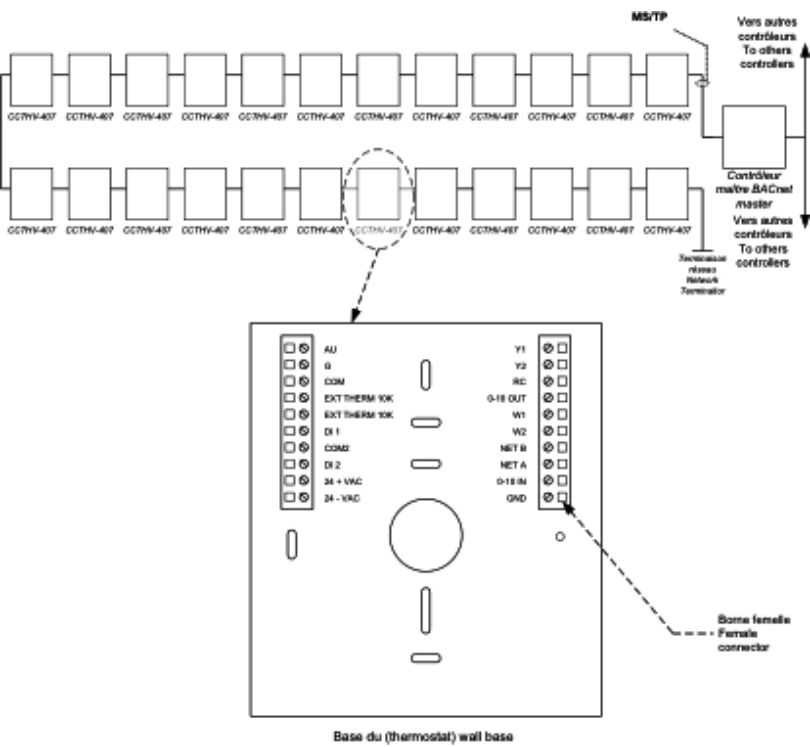 MS/TP
Vers autres
contrôleurs
To others
controllers
CCTHV-407 CCTHV-407 CCTHV-407 CCTHV-407 CCTHV-407 CCTHV-407 CCTHV-407 CCTHV-407 CCTHV-407 CCTHV-407 CCTHV-407 CCTHV-407
Contrôleur
maître BACnet
master
Vers autres
contrôleurs
To others
controllers
CCTHV-407 CCTHV-407 CCTHV-407 CCTHV-407 CCTHV-407 CCTHV-407 CCTHV-407 CCTHV-407 CCTHV-407 CCTHV-407 CCTHV-407 CCTHV-407
Terminaison
réseau
Network
Terminator
AU
G
COM
EXT THERM 10K
EXT THERM 10K
DI 1
COM2
DI 2
24 + VAC
24 - VAC
Y1
Y2
RC
0-10 OUT
W1
W2
NET B
NET A
0-10 IN
GND
Borne femelle
Female
connector
Base du (thermostat) wall base